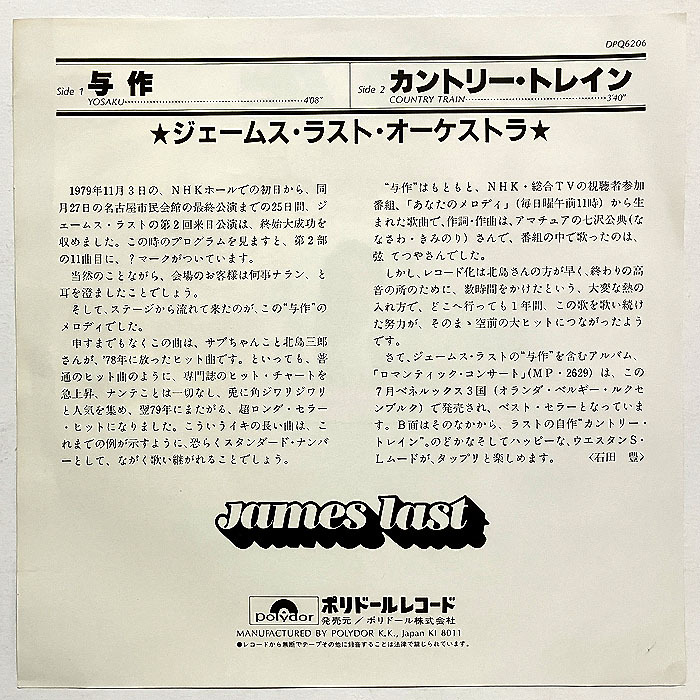 DPQ6206
Side 1 与作
YOSAKU 4'08"
Side 2 カントリー・トレイン
COUNTRY TRAIN 3'40"
★ジェームス・ラスト・オーケストラ★
1979年11月3日の、NHKホールでの初日から、同
月27日の名古屋市民会館の最終公演までの25日間、ジ
ェームス・ラストの第2回来日公演は、終始大成功を
収めました。この時のプログラムを見ますと、第2部
の11曲目に、?マークがついています。
当然のことながら、会場のお客様は何事ナラン、と
耳を澄ましたことでしょう。
そして、ステージから流れて来たのが、この“与作”の
メロディでした。
申すまでもなくこの曲は、サブちゃんこと北島三郎
さんが、'78年に放ったヒット曲です。といっても、普
通のヒット曲のように、専門誌のヒット・チャートを
急上昇、ナンテことは一切なし、兎に角ジワリジワリ
と人気を集め、翌79年にまたがる、超ロング・セラー
・ヒットになりました。こういうイキの長い曲は、こ
れまでの例が示すように、恐らくスタンダード・ナンバ
ーとして、ながく歌い継がれることでしょう。
“与作”はもともと、NHK・総合TVの視聴者参加
番組、「あなたのメロディ」(毎日曜午前11時)から生
まれた歌曲で、作詞・作曲は、アマチュアの七沢公典(な
なさわ・きみのり)さんで、番組の中で歌ったのは、
弦 てつやさんでした。
しかし、レコード化は北島さんの方が早く、終わりの高
音の所のために、数時間をかけたという、大変な熱の
入れ方で、どこへ行っても1年間、この歌を歌い続け
た努力が、そのまゝ空前の大ヒットにつながったよう
です。
さて、ジェームス・ラストの“与作”を含むアルバム、
「ロマンティック・コンサート」(MP・2629)は、この
7月ベネルックス3国(オランダ・ベルギー・ルクセ
ンブルク)で発売され、ベスト・セラーとなっていま
す。B面はそのなかから、ラストの自作“カントリー・
トレイン”。のどかなそしてハッピーな、ウエスタンS・
Lムードが、タップリと楽しめます。 〈石田 豊〉
james last
polydor ポリドールレコード
発売元/ポリドール株式会社
MANUFACTURED BY POLYDOR K.K., Japan KI 8011
●レコードから無断でテープその他に録音することは法律で禁じられています。